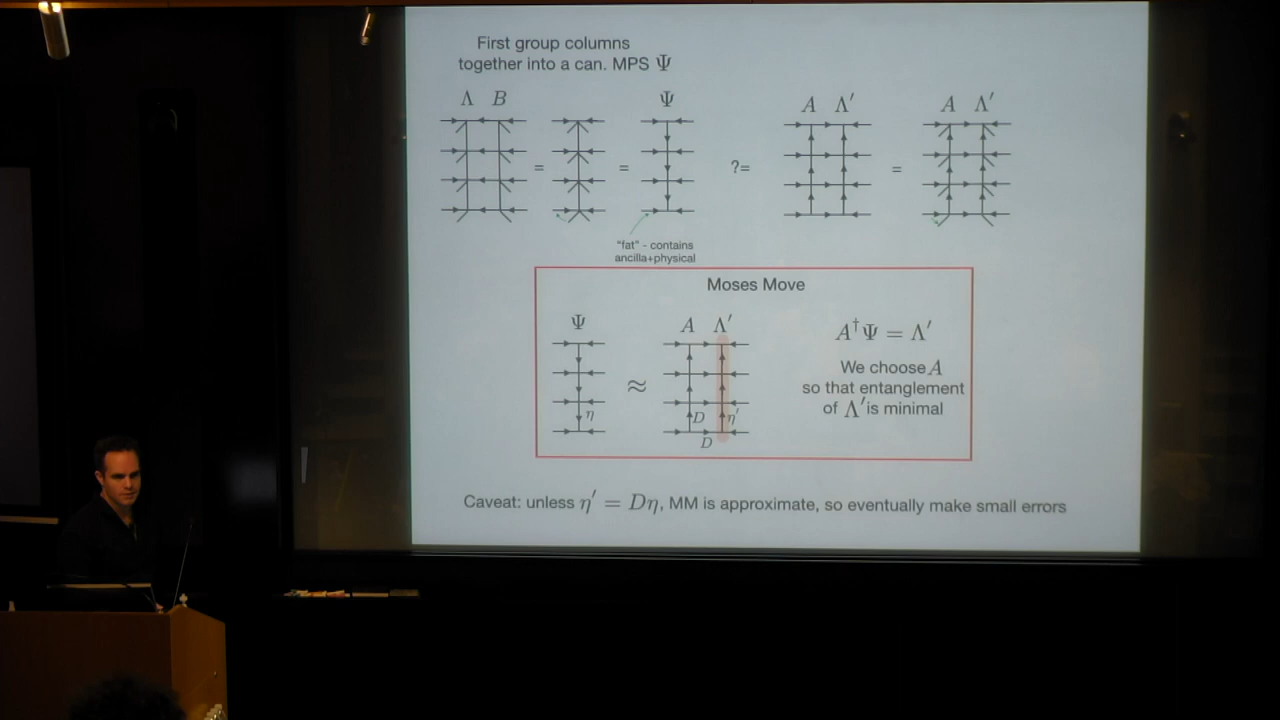 First group columns
together into a can. MPS Ψ
Λ B
Ψ
A Λ′
A Λ′
=
=
?=
=
"fat" - contains
ancilla+physical
Moses Move
Ψ
A Λ′
A†Ψ = Λ′
≈
We choose A
so that entanglement
of Λ′ is minimal
η
D η′
D
Caveat: unless η′ = Dη, MM is approximate, so eventually make small errors